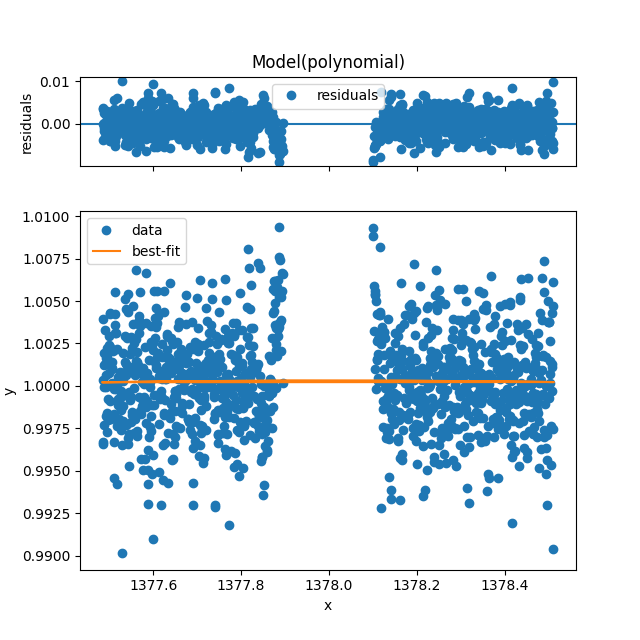 Model(polynomial)
0.01
0.00
residuals
residuals
1.0100
1.0075
1.0050
1.0025
1.0000
0.9975
0.9950
0.9925
0.9900
y
data
best-fit
1377.6 1377.8 1378.0 1378.2 1378.4
x